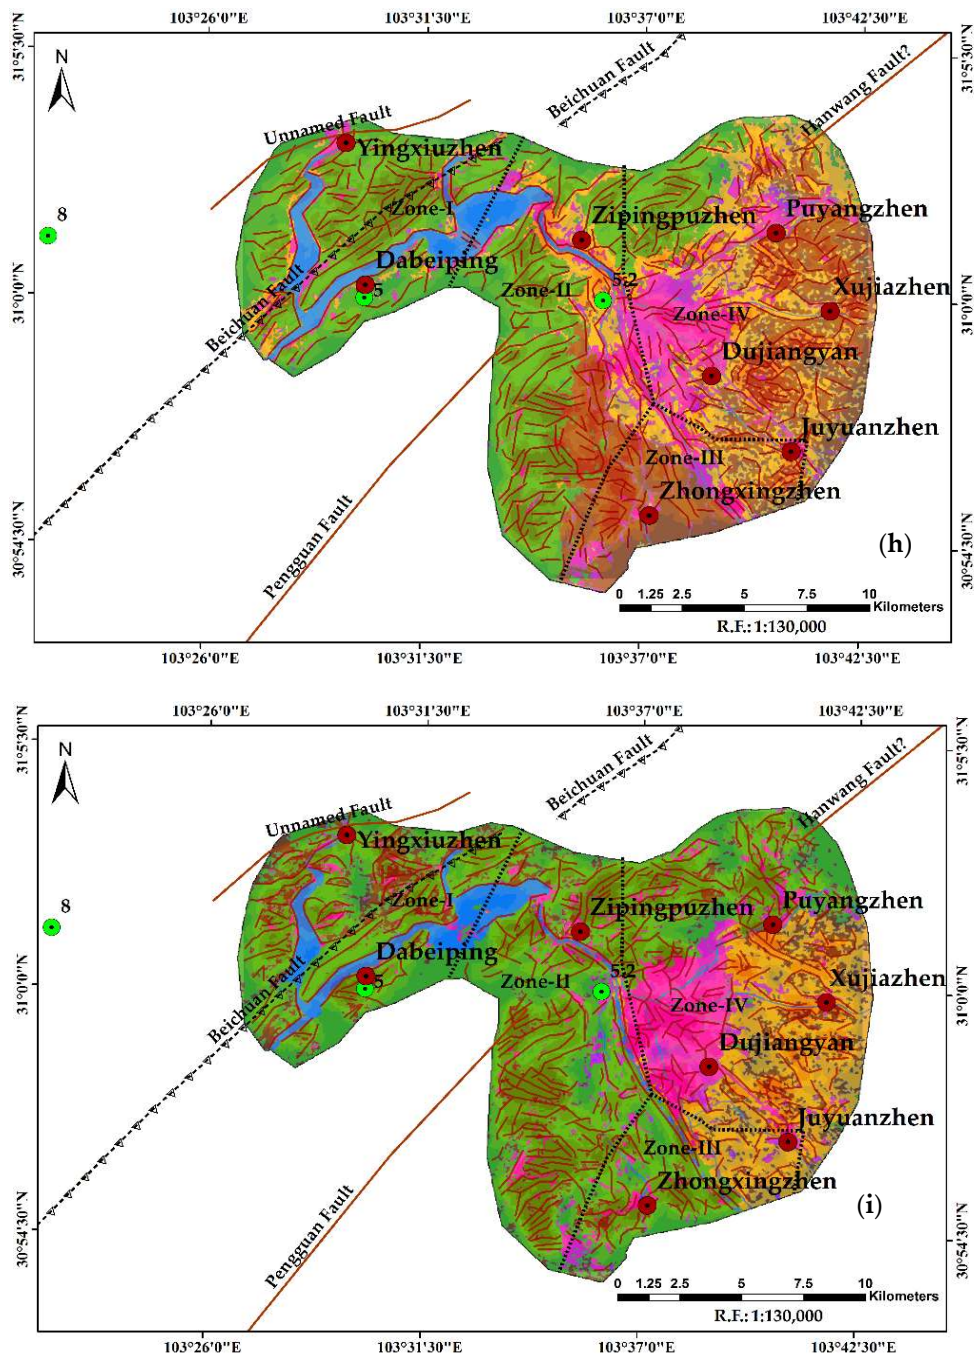 103°26'0"E 103°31'30"E 103°37'0"E 103°42'30"E
31°5'30"N
31°5'30"N
N
Beichuan Fault
Hanwang Fault?
Unnamed Fault
Yingxiuzhen
8
Zone-I
Zipingpuzhen
Puyangzhen
Dabeiping
5
5.2
Xujiazhen
31°0'0"N
31°0'0"N
Zone-II
Zone-IV
Beichuan Fault
Dujiangyan
Juyuanzhen
Zone-III
Zhongxingzhen
Pengguan Fault
30°54'30"N
30°54'30"N
(h)
0 1.25 2.5 5 7.5 10
Kilometers
R.F.: 1:130,000
103°26'0"E 103°31'30"E 103°37'0"E 103°42'30"E
103°26'0"E 103°31'30"E 103°37'0"E 103°42'30"E
31°5'30"N
31°5'30"N
N
Beichuan Fault
Hanwang Fault?
Unnamed Fault
Yingxiuzhen
8
Zone-I
Zipingpuzhen
Puyangzhen
Dabeiping
5
5.2
Xujiazhen
31°0'0"N
31°0'0"N
Zone-II
Zone-IV
Beichuan Fault
Dujiangyan
Juyuanzhen
Zone-III
Zhongxingzhen
Pengguan Fault
30°54'30"N
30°54'30"N
(i)
0 1.25 2.5 5 7.5 10
Kilometers
R.F.: 1:130,000
103°26'0"E 103°31'30"E 103°37'0"E 103°42'30"E